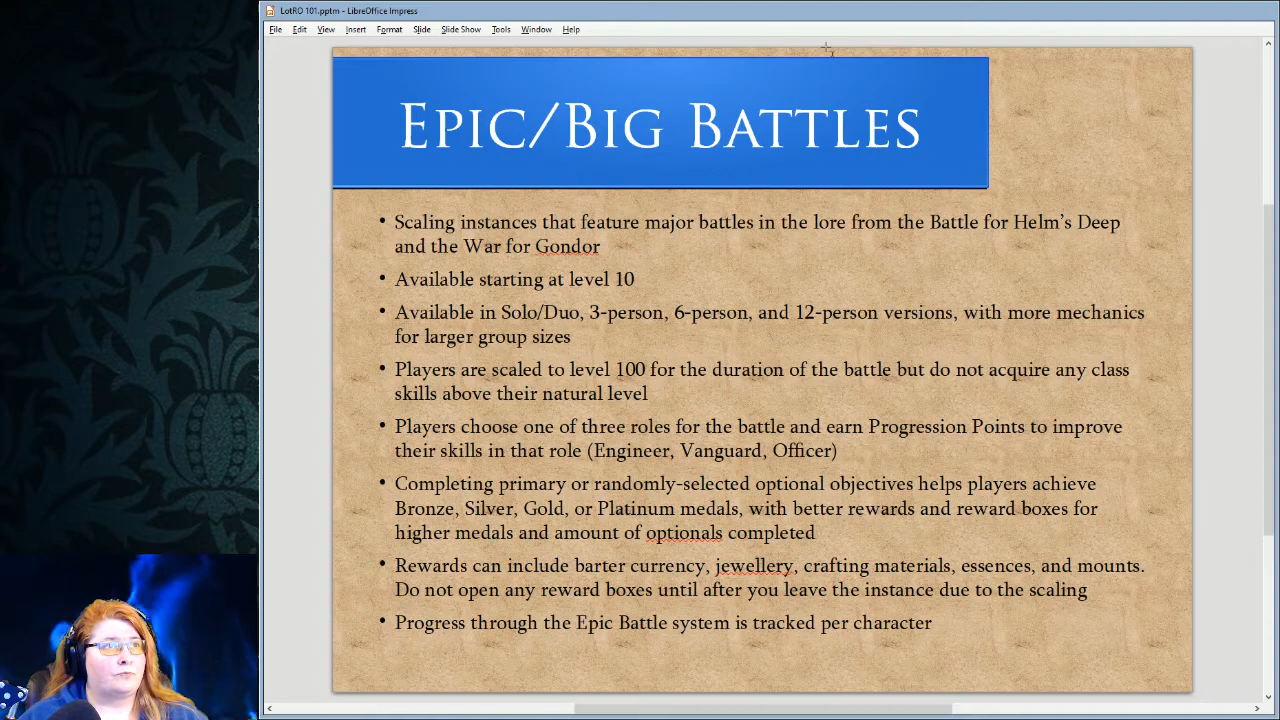 LotRO 101.pptm - LibreOffice Impress
File Edit View Insert Format Slide Slide Show Tools Window Help
Epic/Big Battles
• Scaling instances that feature major battles in the lore from the Battle for Helm's Deep
and the War for Gondor
• Available starting at level 10
• Available in Solo/Duo, 3-person, 6-person, and 12-person versions, with more mechanics
for larger group sizes
• Players are scaled to level 100 for the duration of the battle but do not acquire any class
skills above their natural level
• Players choose one of three roles for the battle and earn Progression Points to improve
their skills in that role (Engineer, Vanguard, Officer)
• Completing primary or randomly-selected optional objectives helps players achieve
Bronze, Silver, Gold, or Platinum medals, with better rewards and reward boxes for
higher medals and amount of optionals completed
• Rewards can include barter currency, jewellery, crafting materials, essences, and mounts.
Do not open any reward boxes until after you leave the instance due to the scaling
• Progress through the Epic Battle system is tracked per character